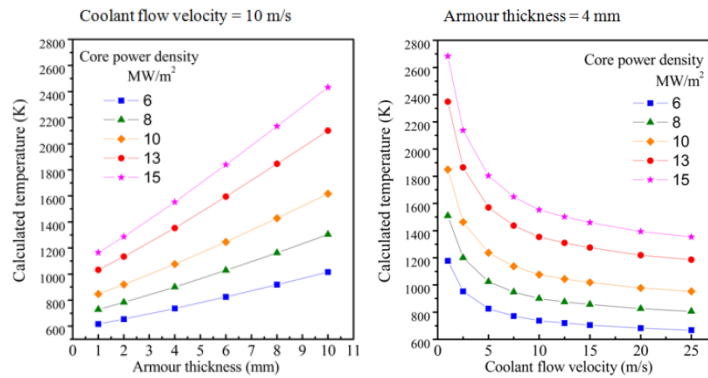 Coolant flow velocity = 10 m/s
2800
2600
2400
2200
2000
1800
1600
1400
1200
1000
800
600
Calculated temperature (K)
Core power density
MW/m²
6
8
10
13
15
0 1 2 3 4 5 6 7 8 9 10 11
Armour thickness (mm)
Armour thickness = 4 mm
2800
2600
2400
2200
2000
1800
1600
1400
1200
1000
800
600
Calculated temperature (K)
Core power density
MW/m²
6
8
10
13
15
0 5 10 15 20 25
Coolant flow velocity (m/s)